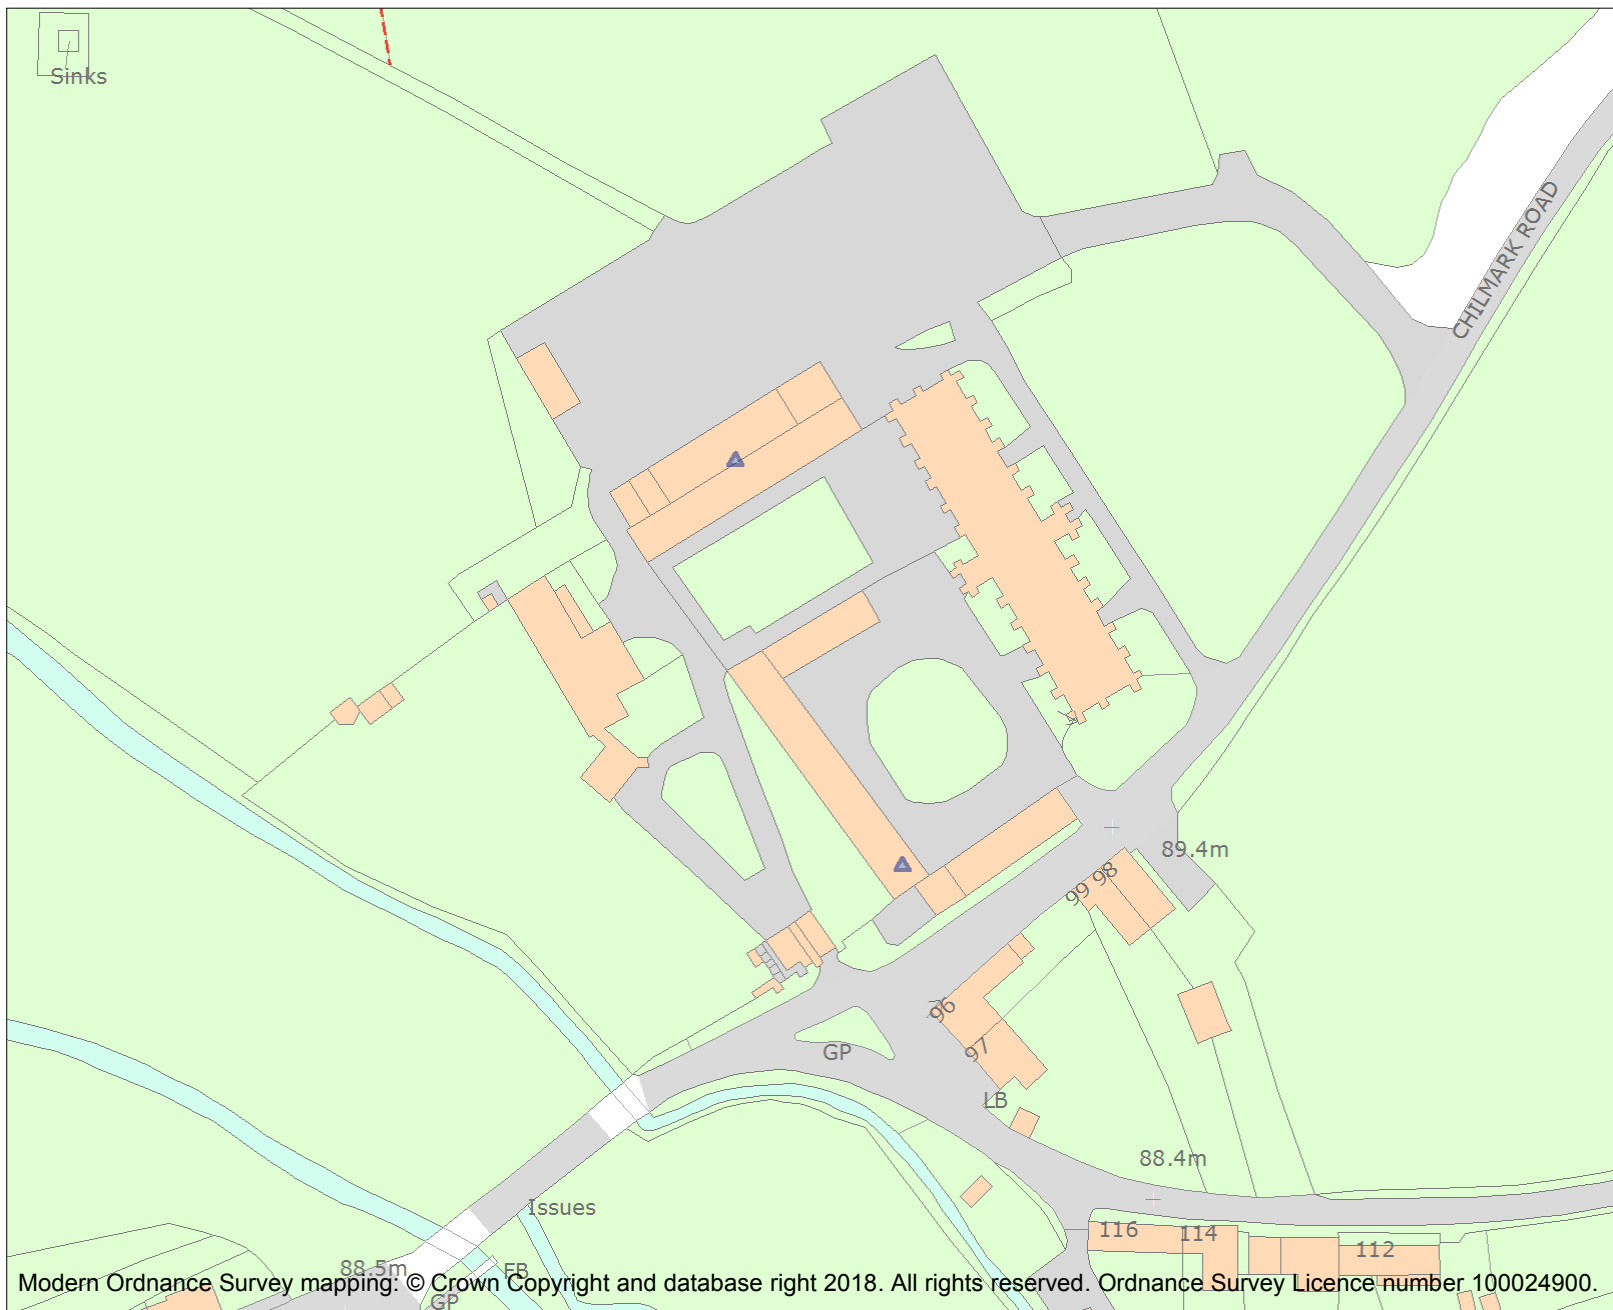 Sinks
CHILMARK ROAD
89.4m
99 98
96
97
GP
LB
88.4m
Issues
116
114
112
88.5m
FB
GP
Modern Ordnance Survey mapping: © Crown Copyright and database right 2018. All rights reserved. Ordnance Survey Licence number 100024900.